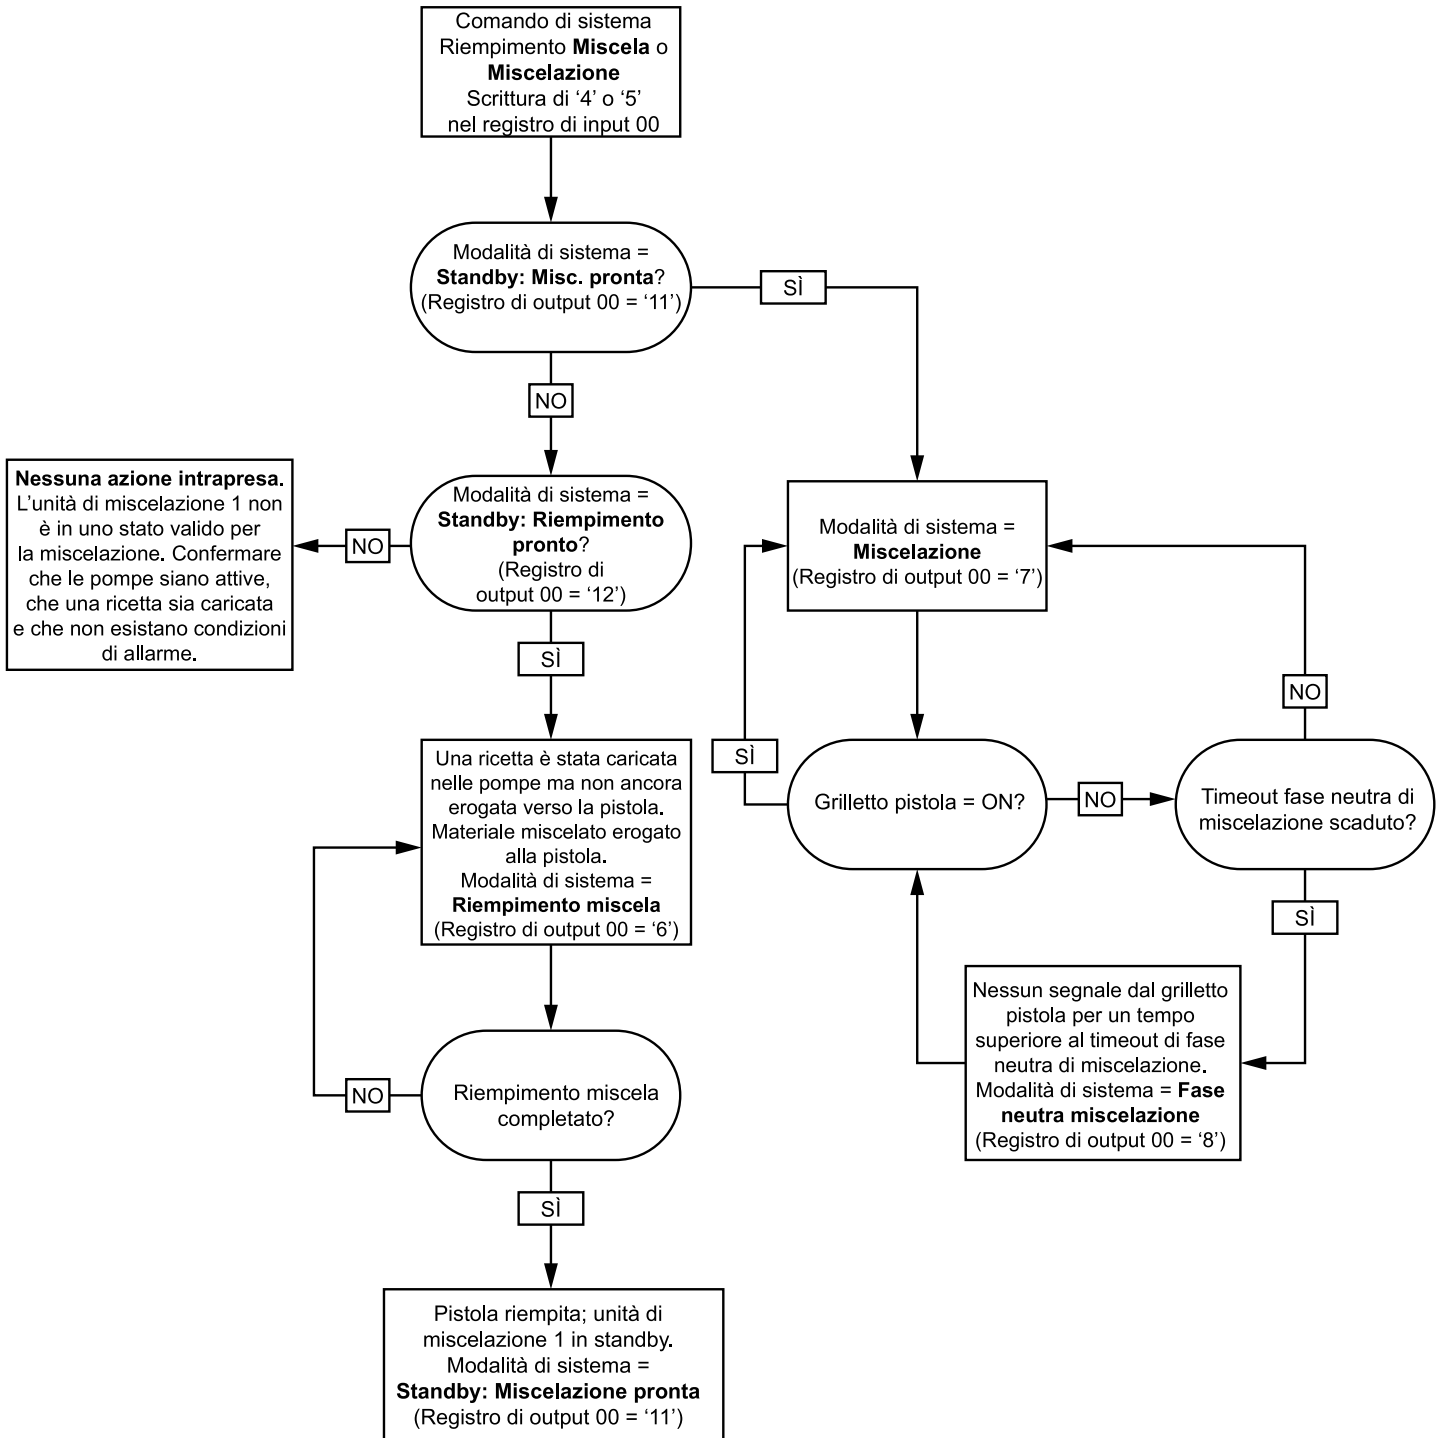 Comando di sistema
Riempimento Miscela o
Miscelazione
Scrittura di ‘4’ o ‘5’
nel registro di input 00
Modalità di sistema =
Standby: Misc. pronta?
(Registro di output 00 = ‘11’)
SÌ
NO
Nessuna azione intrapresa.
L’unità di miscelazione 1 non
è in uno stato valido per
la miscelazione. Confermare
che le pompe siano attive,
che una ricetta sia caricata
e che non esistano condizioni
di allarme.
NO
Modalità di sistema =
Standby: Riempimento
pronto?
(Registro di
output 00 = ‘12’)
SÌ
Modalità di sistema =
Miscelazione
(Registro di output 00 = ‘7’)
NO
SÌ
Grilletto pistola = ON?
NO
Timeout fase neutra di
miscelazione scaduto?
SÌ
Una ricetta è stata caricata
nelle pompe ma non ancora
erogata verso la pistola.
Materiale miscelato erogato
alla pistola.
Modalità di sistema =
Riempimento miscela
(Registro di output 00 = ‘6’)
Nessun segnale dal grilletto
pistola per un tempo
superiore al timeout di fase
neutra di miscelazione.
Modalità di sistema = Fase
neutra miscelazione
(Registro di output 00 = ‘8’)
NO
Riempimento miscela
completato?
SÌ
Pistola riempita; unità di
miscelazione 1 in standby.
Modalità di sistema =
Standby: Miscelazione pronta
(Registro di output 00 = ‘11’)